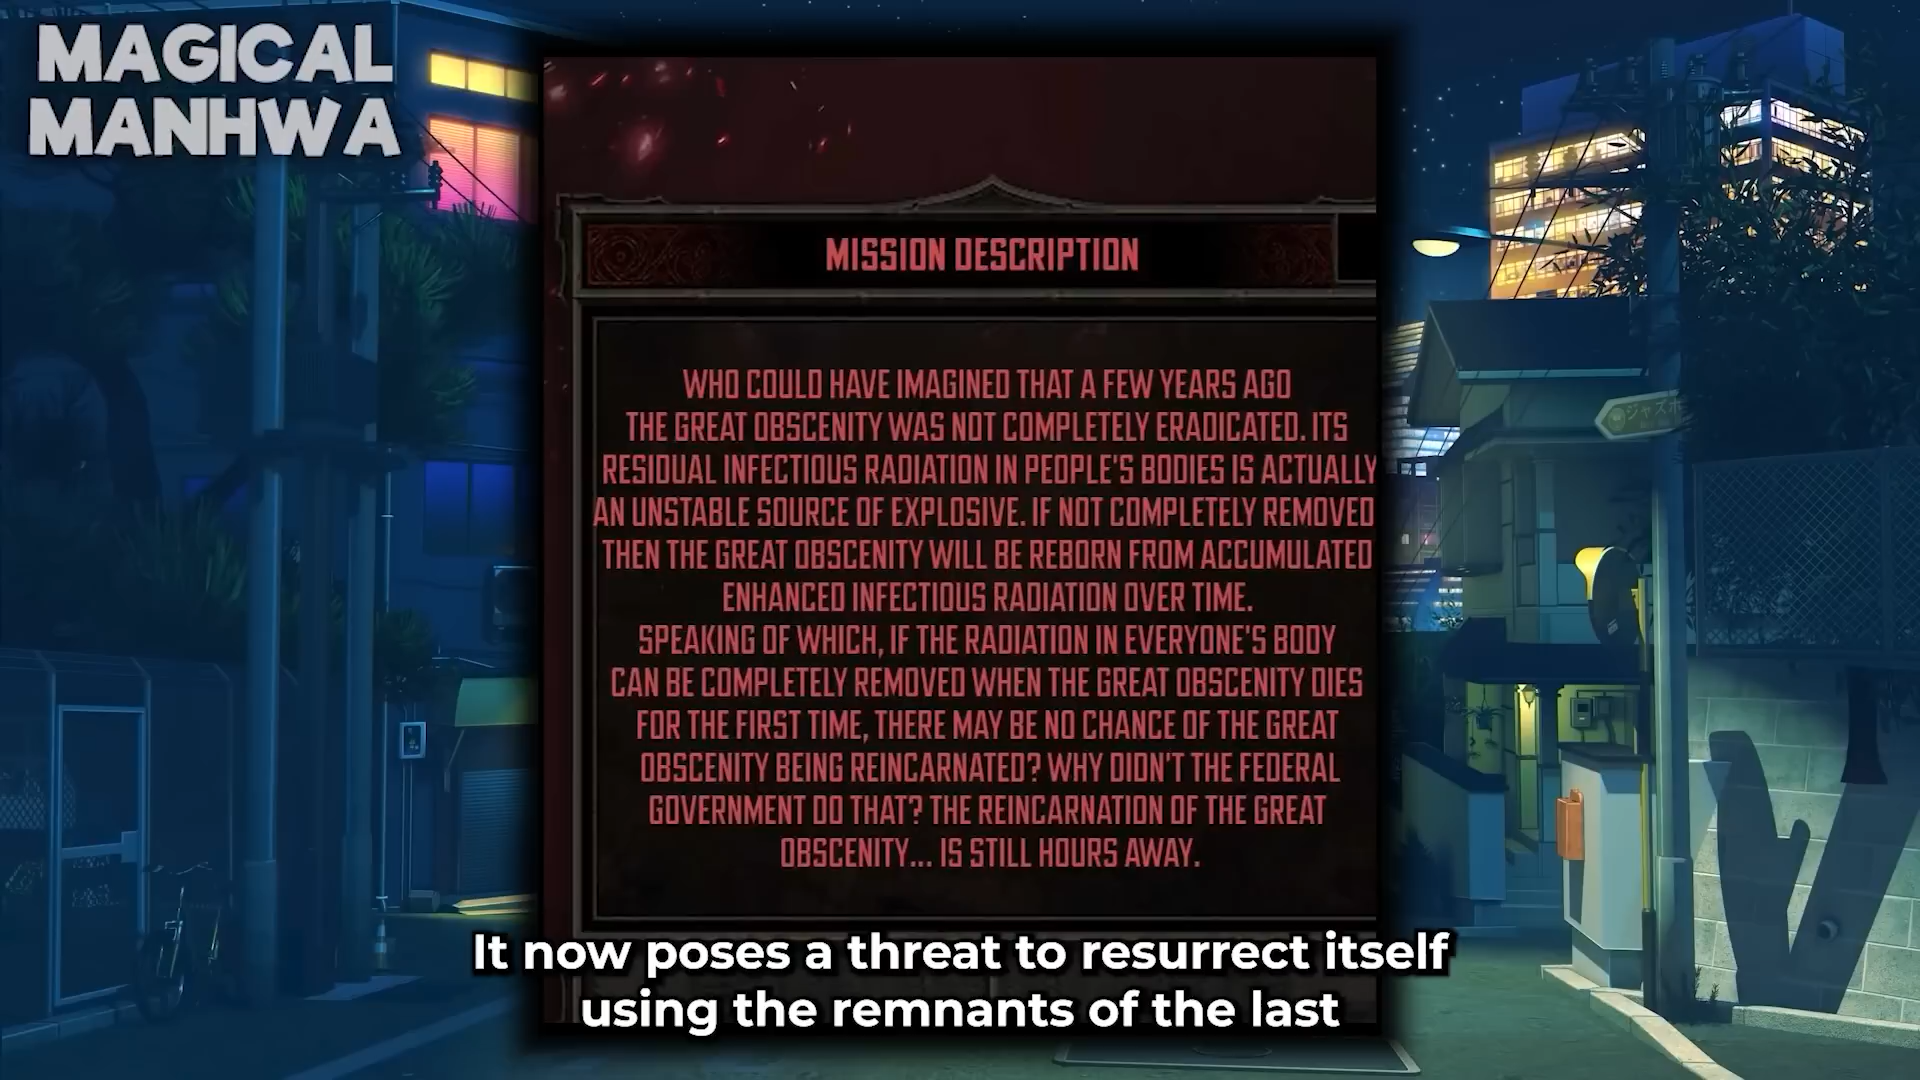 MAGICAL
MANHWA
MISSION DESCRIPTION
WHO COULD HAVE IMAGINED THAT A FEW YEARS AGO
THE GREAT OBSCENITY WAS NOT COMPLETELY ERADICATED. ITS
RESIDUAL INFECTIOUS RADIATION IN PEOPLE'S BODIES IS ACTUALLY
AN UNSTABLE SOURCE OF EXPLOSIVE. IF NOT COMPLETELY REMOVED
THEN THE GREAT OBSCENITY WILL BE REBORN FROM ACCUMULATED
ENHANCED INFECTIOUS RADIATION OVER TIME.
SPEAKING OF WHICH, IF THE RADIATION IN EVERYONE'S BODY
CAN BE COMPLETELY REMOVED WHEN THE GREAT OBSCENITY DIES
FOR THE FIRST TIME, THERE MAY BE NO CHANCE OF THE GREAT
OBSCENITY BEING REINCARNATED? WHY DIDN'T THE FEDERAL
GOVERNMENT DO THAT? THE REINCARNATION OF THE GREAT
OBSCENITY... IS STILL HOURS AWAY.
ジャズ
It now poses a threat to resurrect itself
using the remnants of the last